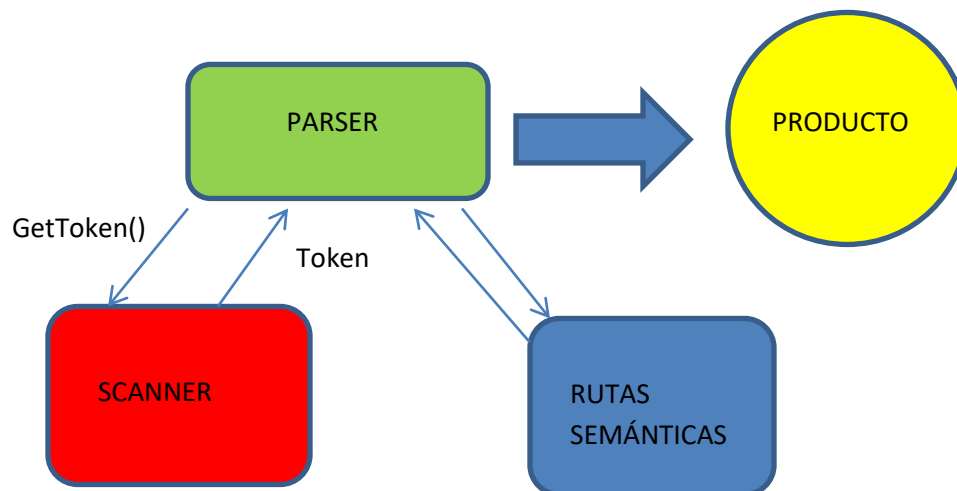 PARSER
PRODUCTO
GetToken()
Token
SCANNER
RUTAS
SEMÁNTICAS